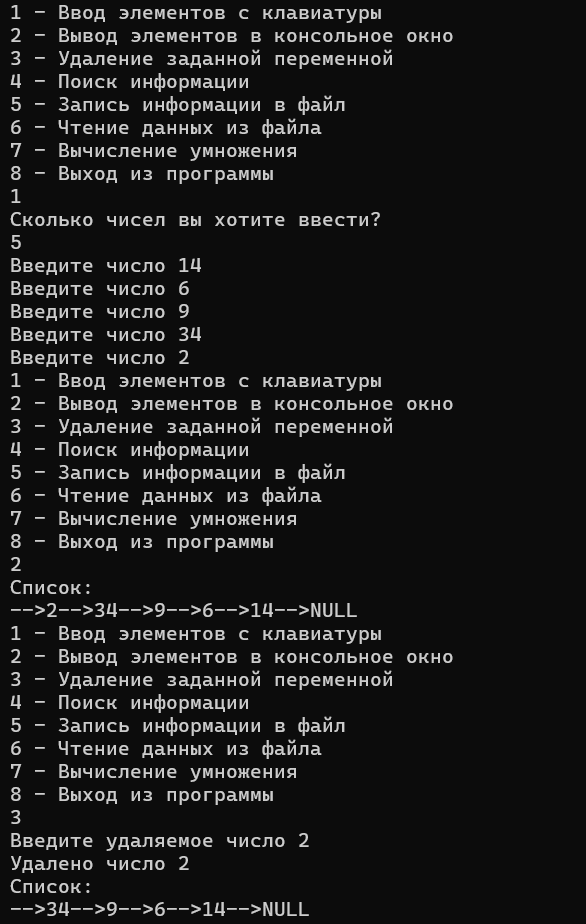 1 - Ввод элементов с клавиатуры
2 - Вывод элементов в консольное окно
3 - Удаление заданной переменной
4 - Поиск информации
5 - Запись информации в файл
6 - Чтение данных из файла
7 - Вычисление умножения
8 - Выход из программы
1
Сколько чисел вы хотите ввести?
5
Введите число 14
Введите число 6
Введите число 9
Введите число 34
Введите число 2
1 - Ввод элементов с клавиатуры
2 - Вывод элементов в консольное окно
3 - Удаление заданной переменной
4 - Поиск информации
5 - Запись информации в файл
6 - Чтение данных из файла
7 - Вычисление умножения
8 - Выход из программы
2
Список:
-->2-->34-->9-->6-->14-->NULL
1 - Ввод элементов с клавиатуры
2 - Вывод элементов в консольное окно
3 - Удаление заданной переменной
4 - Поиск информации
5 - Запись информации в файл
6 - Чтение данных из файла
7 - Вычисление умножения
8 - Выход из программы
3
Введите удаляемое число 2
Удалено число 2
Список:
-->34-->9-->6-->14-->NULL